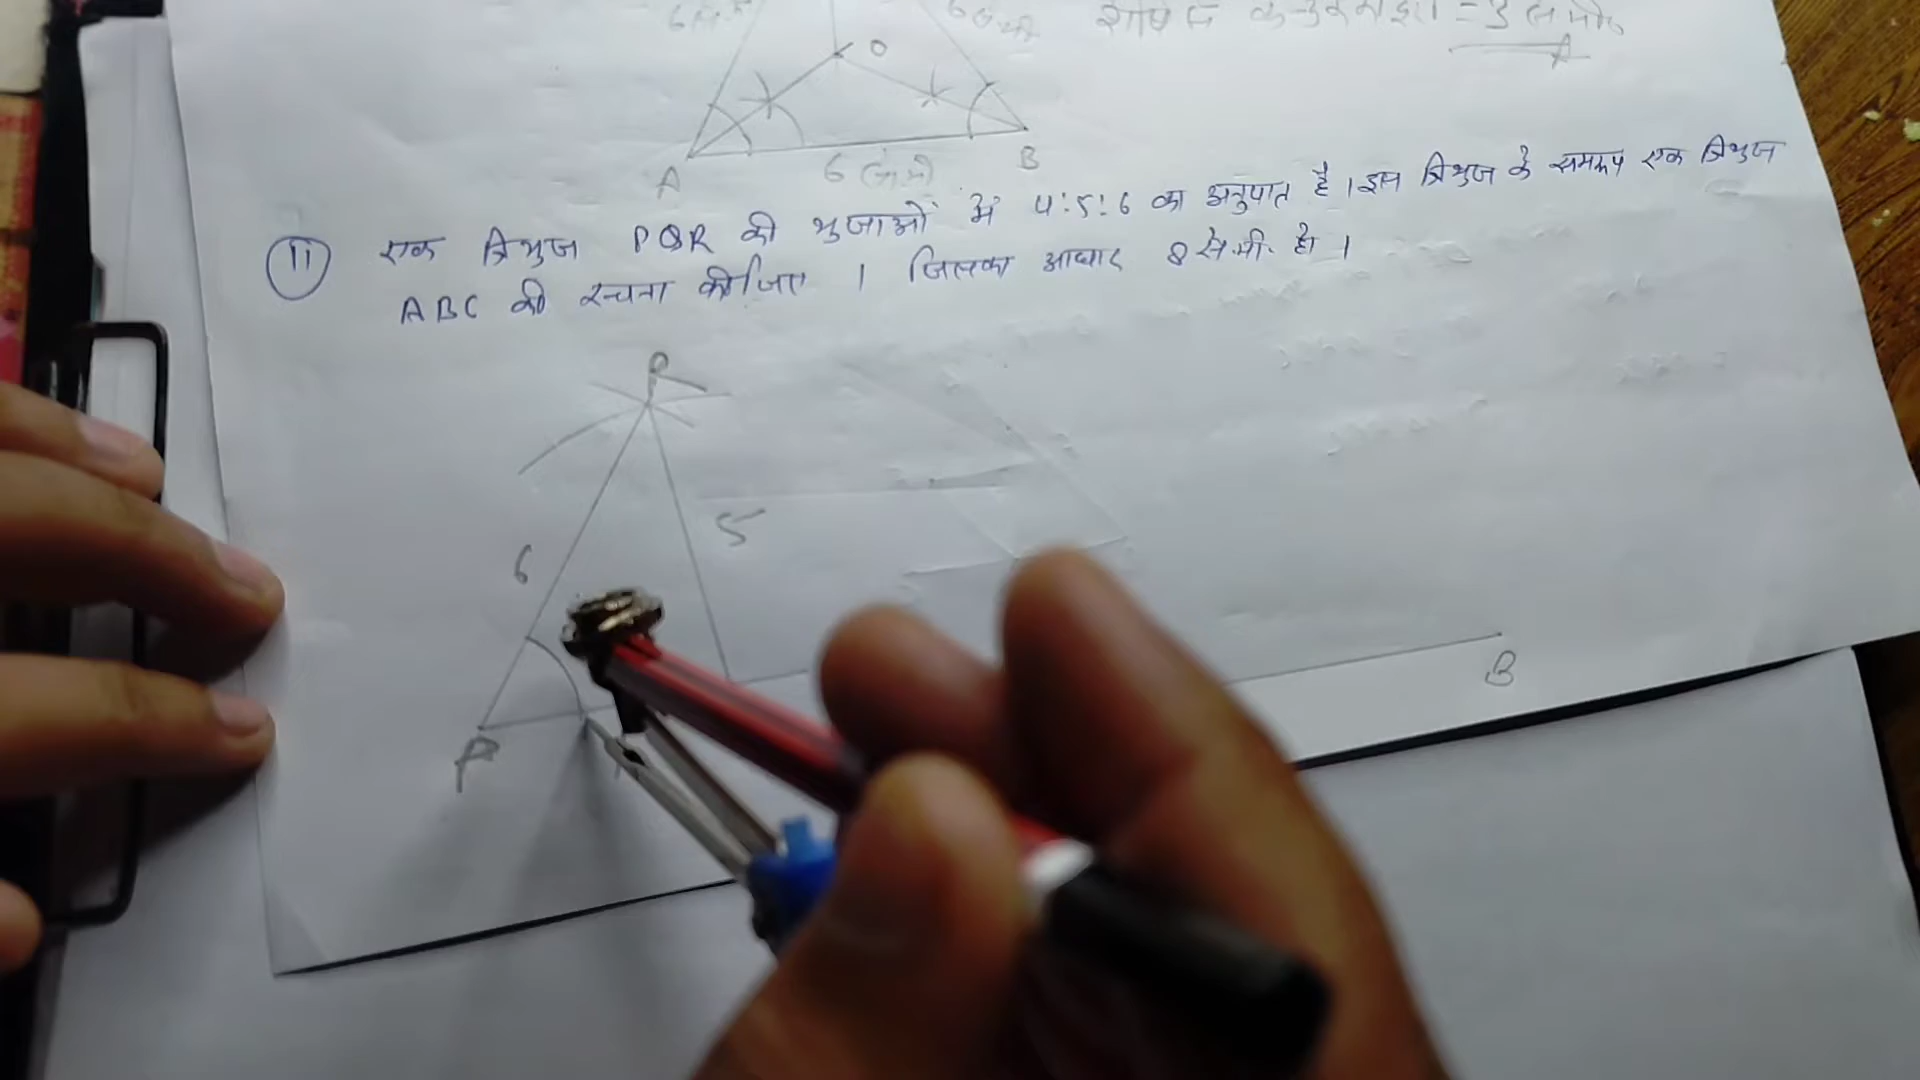 O
A
B
6 से.मी
11 एक त्रिभुज PQR की भुजाओं में 4:5:6 का अनुपात है । इस त्रिभुज के समरूप एक त्रिभुज
ABC की रचना कीजिए । जिसका आधार 8 से.मी. हो ।
R
6
5
P
B